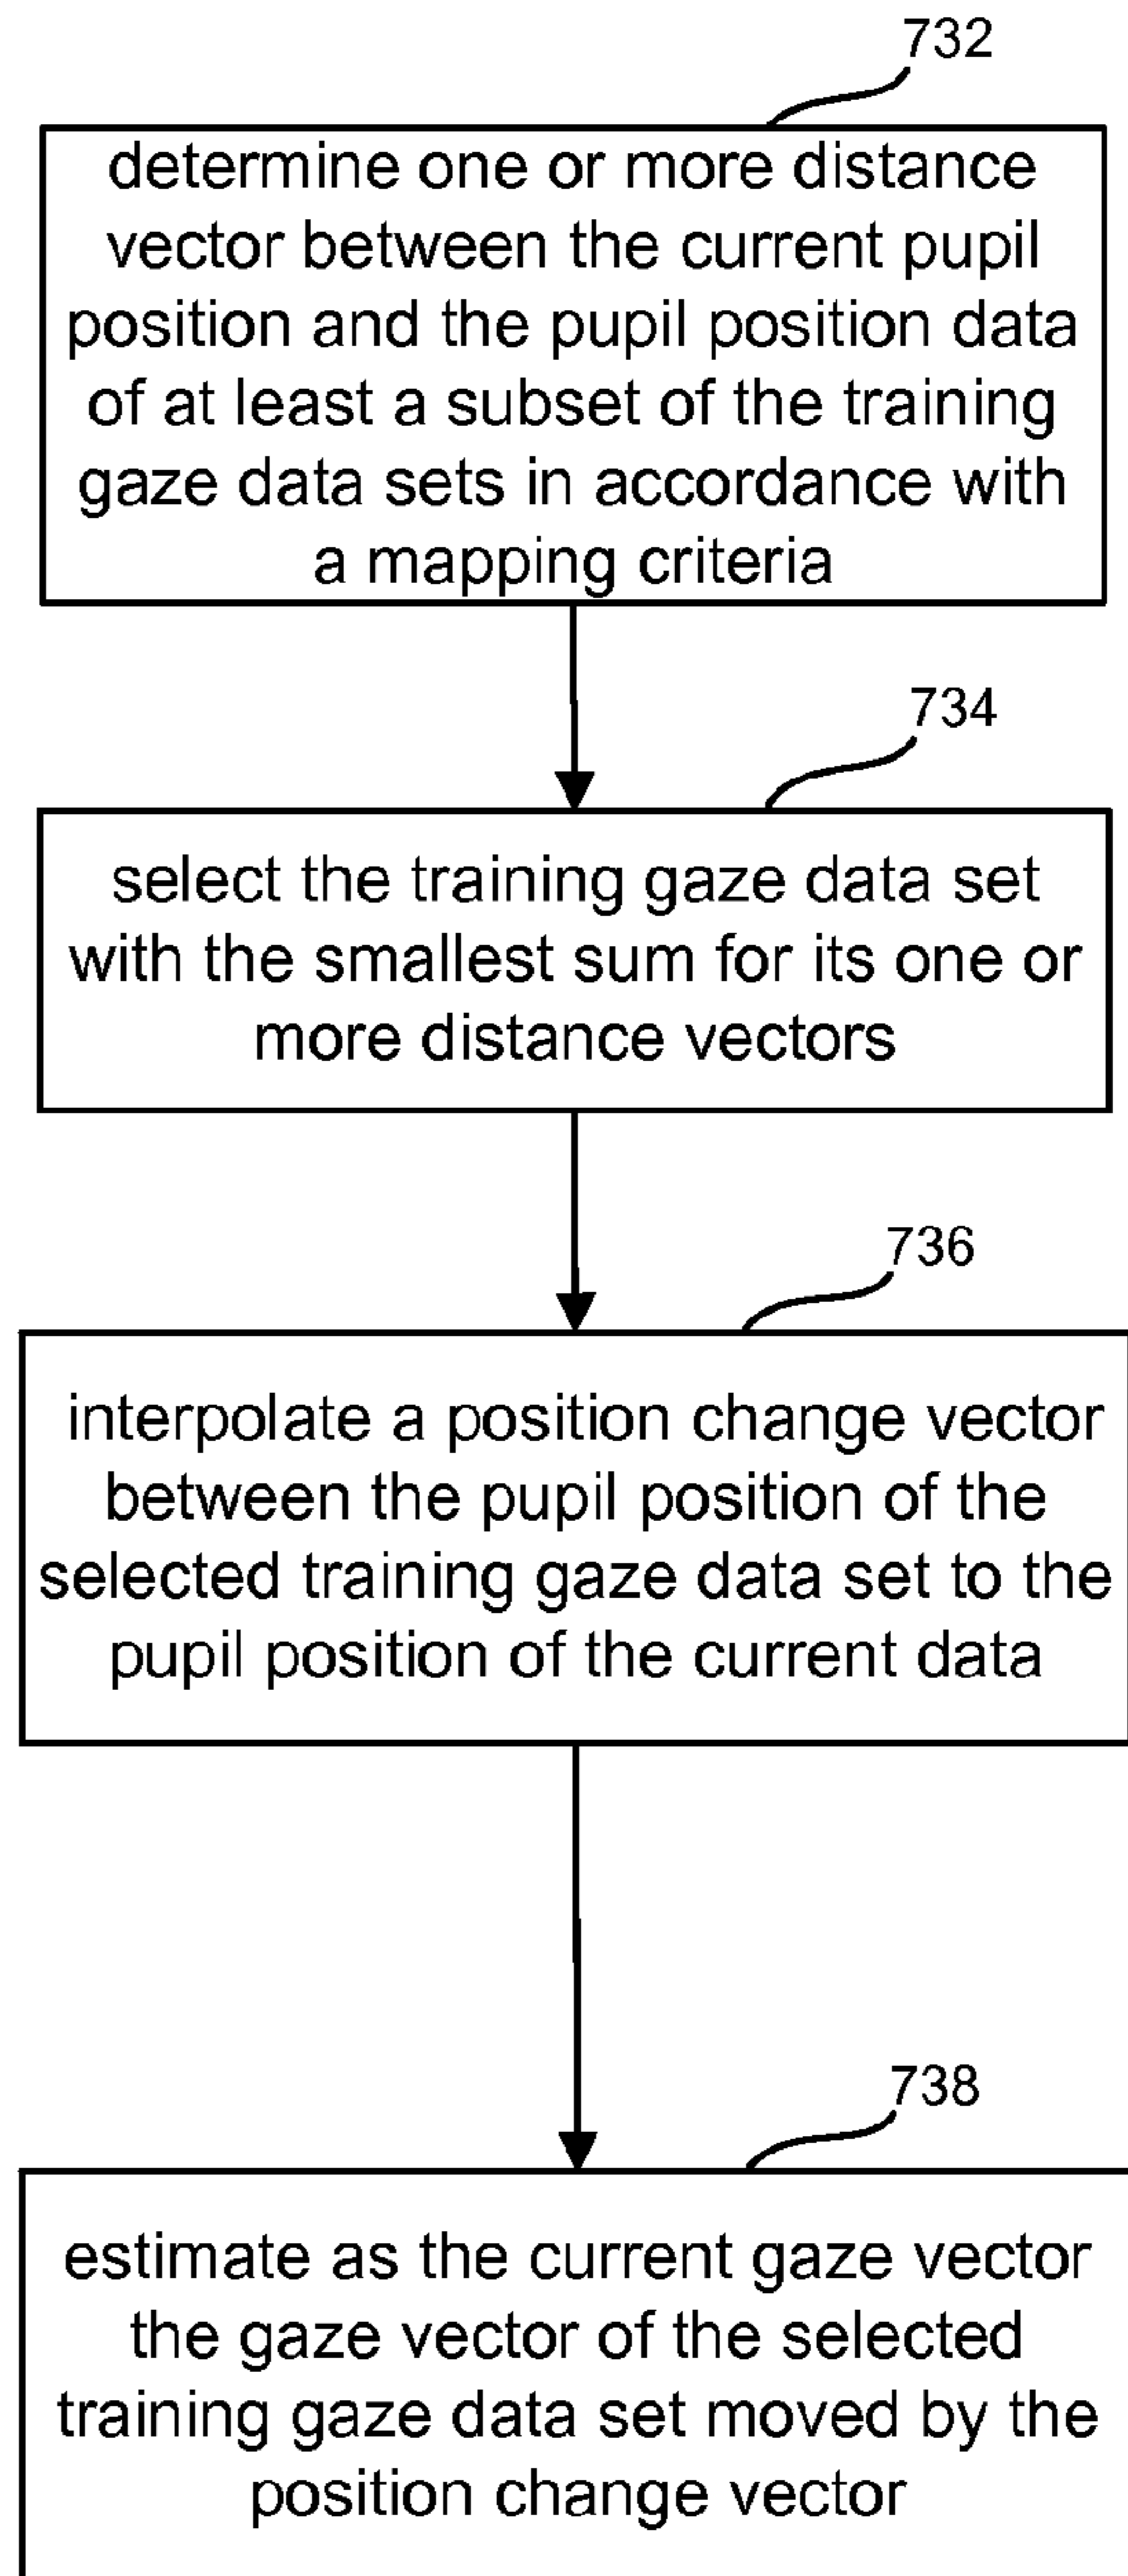 732
determine one or more distance
vector between the current pupil
position and the pupil position data
of at least a subset of the training
gaze data sets in accordance with
a mapping criteria
734
select the training gaze data set
with the smallest sum for its one or
more distance vectors
736
interpolate a position change vector
between the pupil position of the
selected training gaze data set to the
pupil position of the current data
738
estimate as the current gaze vector
the gaze vector of the selected
training gaze data set moved by the
position change vector